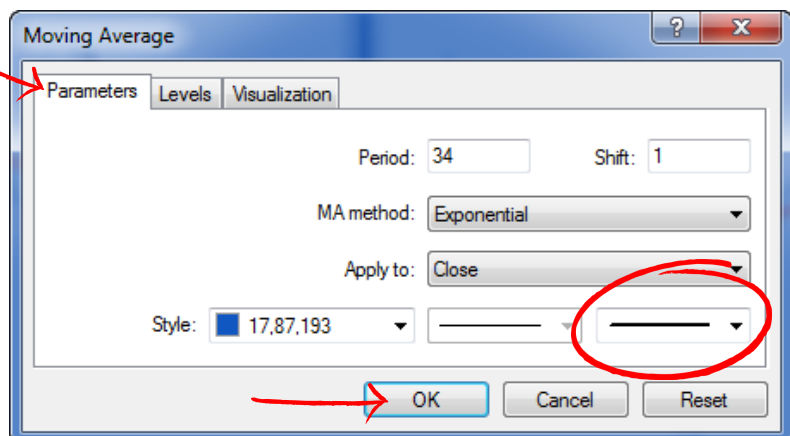 Moving Average
Parameters Levels Visualization
Period: 34 Shift: 1
MA method: Exponential
Apply to: Close
Style: 17,87,193
OK Cancel Reset